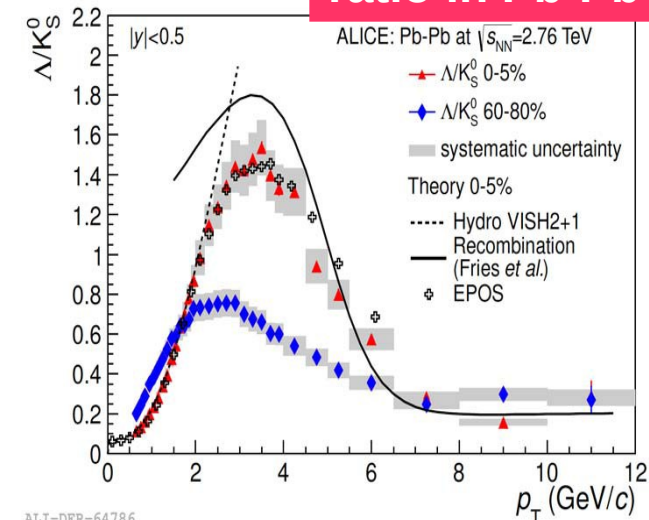 Λ/K⁰S
|y|<0.5
ALICE: Pb-Pb at √sNN=2.76 TeV
Λ/K⁰S 0-5%
Λ/K⁰S 60-80%
systematic uncertainty
Theory 0-5%
Hydro VISH2+1
Recombination
(Fries et al.)
EPOS
2.2
2
1.8
1.6
1.4
1.2
1
0.8
0.6
0.4
0.2
0
0 2 4 6 8 10 12
pT (GeV/c)
ALI-DER-64786